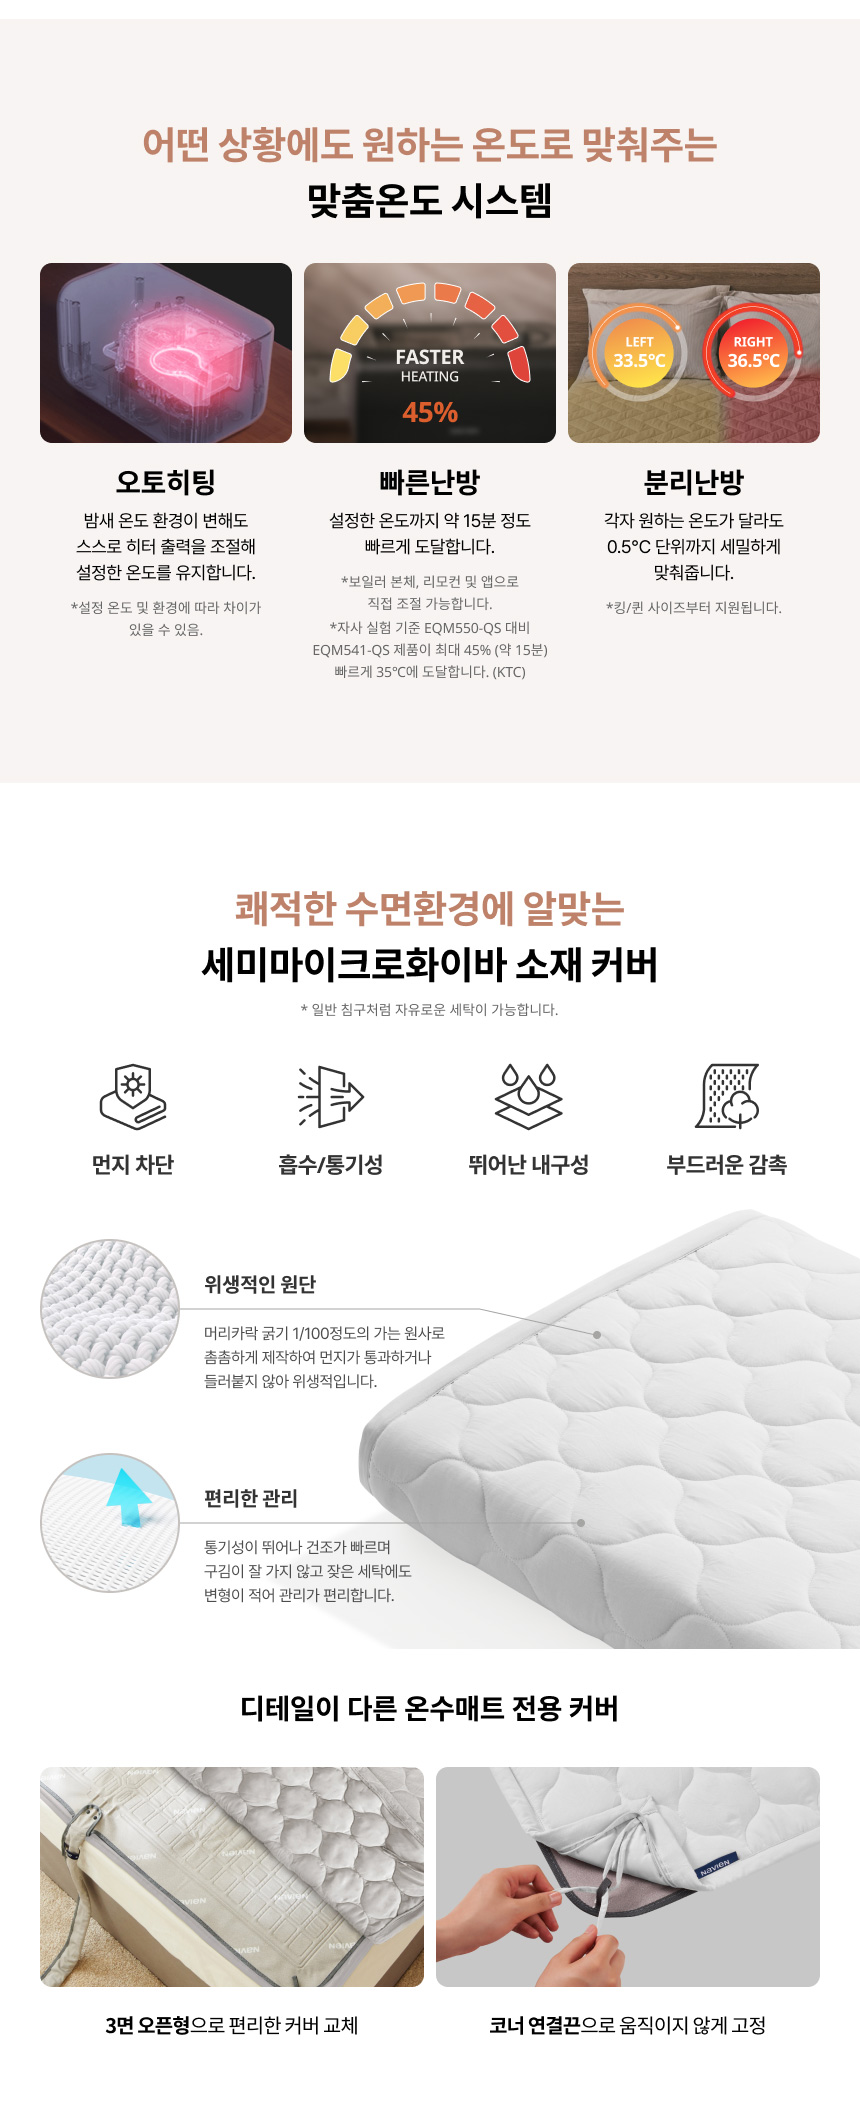 어떤 상황에도 원하는 온도로 맞춰주는
맞춤온도 시스템
FASTER
HEATING
45%
LEFT
33.5℃
RIGHT
36.5℃
오토히팅
밤새 온도 환경이 변해도
스스로 히터 출력을 조절해
설정한 온도를 유지합니다.
*설정 온도 및 환경에 따라 차이가
있을 수 있음.
빠른난방
설정한 온도까지 약 15분 정도
빠르게 도달합니다.
*보일러 본체, 리모컨 및 앱으로
직접 조절 가능합니다.
*자사 실험 기준 EQM550-QS 대비
EQM541-QS 제품이 최대 45% (약 15분)
빠르게 35℃에 도달합니다. (KTC)
분리난방
각자 원하는 온도가 달라도
0.5℃ 단위까지 세밀하게
맞춰줍니다.
*킹/퀸 사이즈부터 지원됩니다.
쾌적한 수면환경에 알맞는
세미마이크로화이바 소재 커버
* 일반 침구처럼 자유로운 세탁이 가능합니다.
먼지 차단
흡수/통기성
뛰어난 내구성
부드러운 감촉
위생적인 원단
머리카락 굵기 1/100정도의 가는 원사로
촘촘하게 제작하여 먼지가 통과하거나
들러붙지 않아 위생적입니다.
편리한 관리
통기성이 뛰어나 건조가 빠르며
구김이 잘 가지 않고 잦은 세탁에도
변형이 적어 관리가 편리합니다.
디테일이 다른 온수매트 전용 커버
NAVIEN
NAVIEN
NAVIEN
NAVIEN
NAVIEN
NAVIEN
NAVIEN
NAVIEN
navien
3면 오픈형으로 편리한 커버 교체
코너 연결끈으로 움직이지 않게 고정